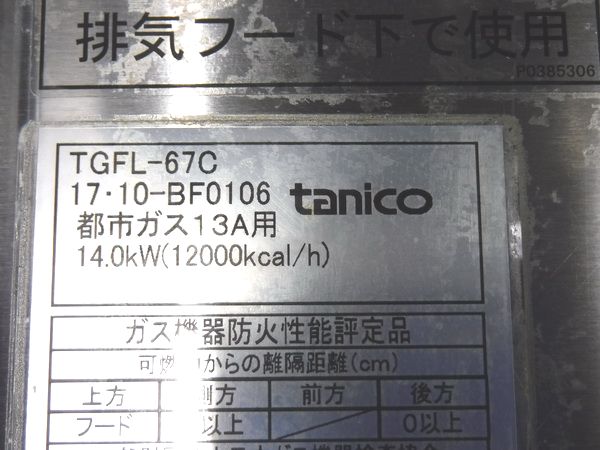 排気フード下で使用
P0385306
TGFL-67C
17・10-BF0106 tanico
都市ガス13A用
14.0kW(12000kcal/h)
ガス機器防火性能評定品
可燃 からの離隔距離(cm)
上方 方 前方 後方
フード 以上 0以上